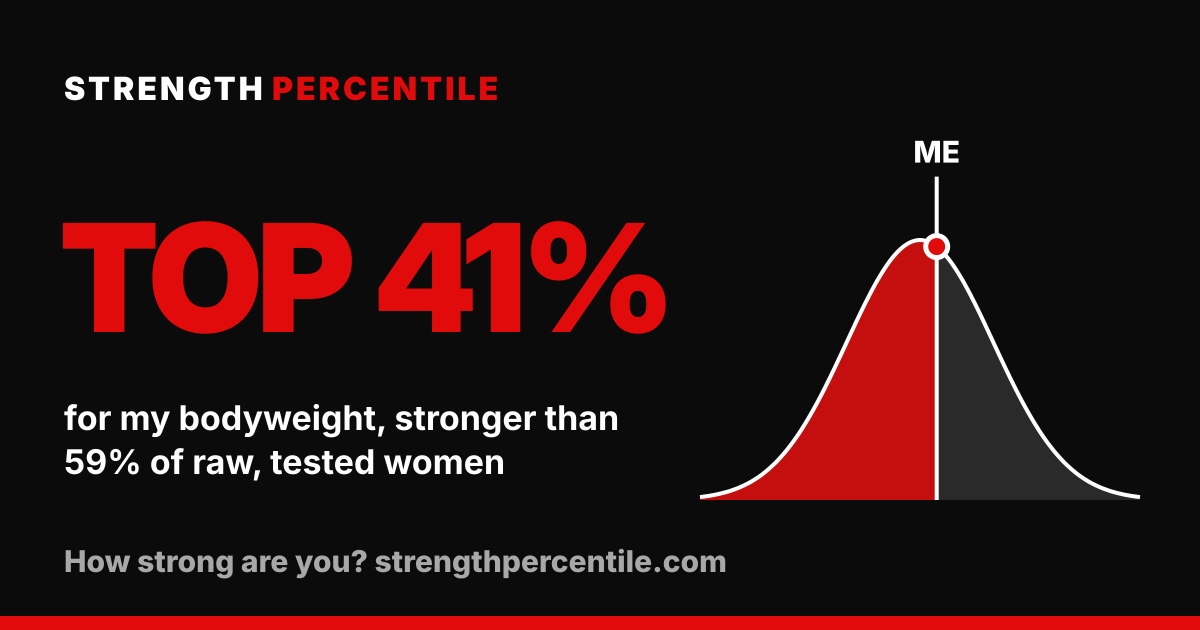 STRENGTH PERCENTILE
ME
TOP 41%
for my bodyweight, stronger than
59% of raw, tested women
How strong are you? strengthpercentile.com